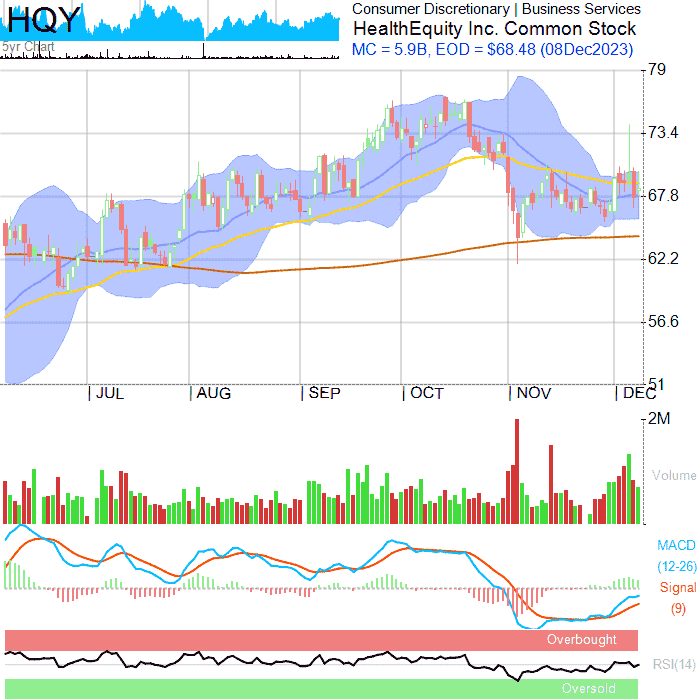 HQY
5yr Chart
Consumer Discretionary | Business Services
HealthEquity Inc. Common Stock
MC = 5.9B, EOD = $68.48 (08Dec2023)
79
73.4
67.8
62.2
56.6
51
JUL AUG SEP OCT NOV DEC
2M
Volume
MACD
(12-26)
Signal
(9)
Overbought
RSI(14)
Oversold